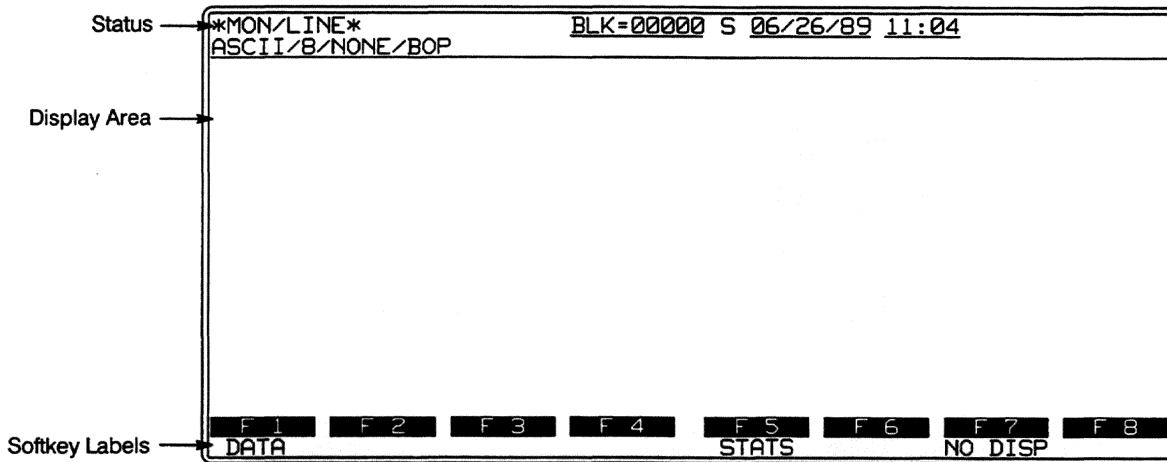 Status *MON/LINE* BLK=00000 S 06/26/89 11:04
ASCII/8/NONE/BOP
Display Area
F 1 F 2 F 3 F 4 F 5 F 6 F 7 F 8
Softkey Labels DATA STATS NO DISP